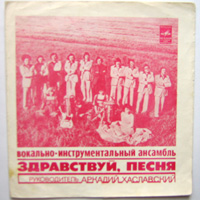 вокально-инструментальный ансамбль
ЗДРАВСТВУЙ, ПЕСНЯ
РУКОВОДИТЕЛЬ АРКАДИЙ ХАСЛАВСКИЙ